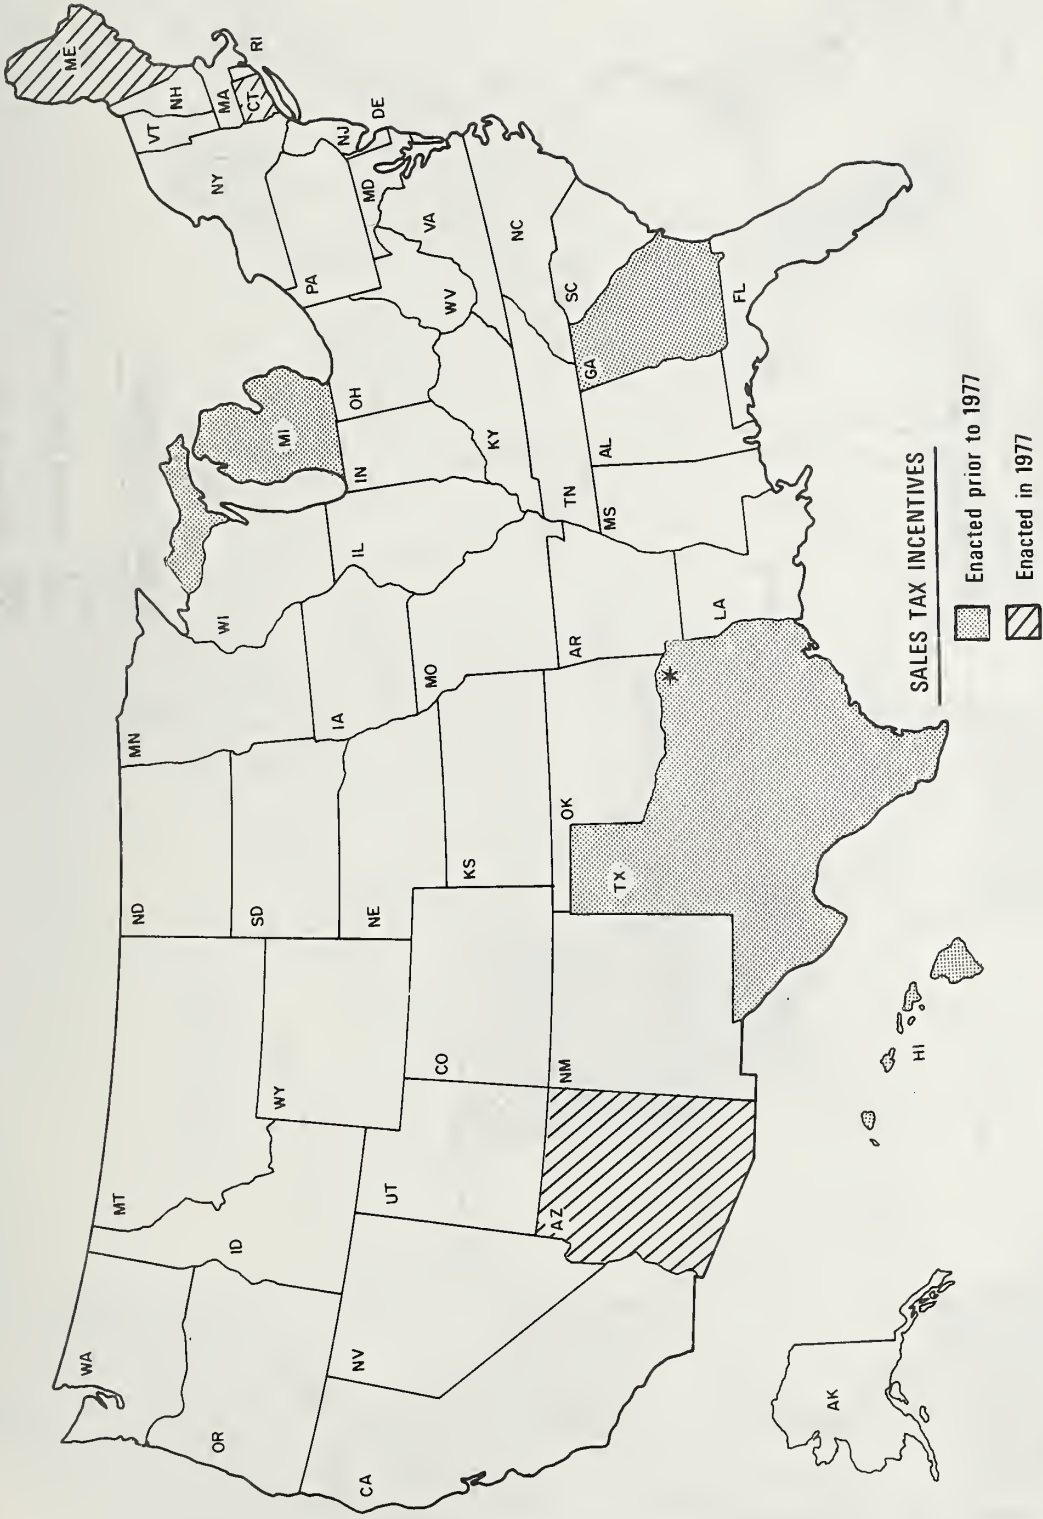 WA
MT
ND
MN
OR
ID
SD
WI
WY
NE
IA
MI
NY
VT
NH
ME
MA
CT
RI
CA
NV
UT
CO
KS
MO
IL
IN
OH
PA
NJ
DE
MD
WV
VA
KY
AZ
NM
OK
AR
TN
NC
TX
LA
MS
AL
GA
SC
FL
AK
HI
*
SALES TAX INCENTIVES
Enacted prior to 1977
Enacted in 1977